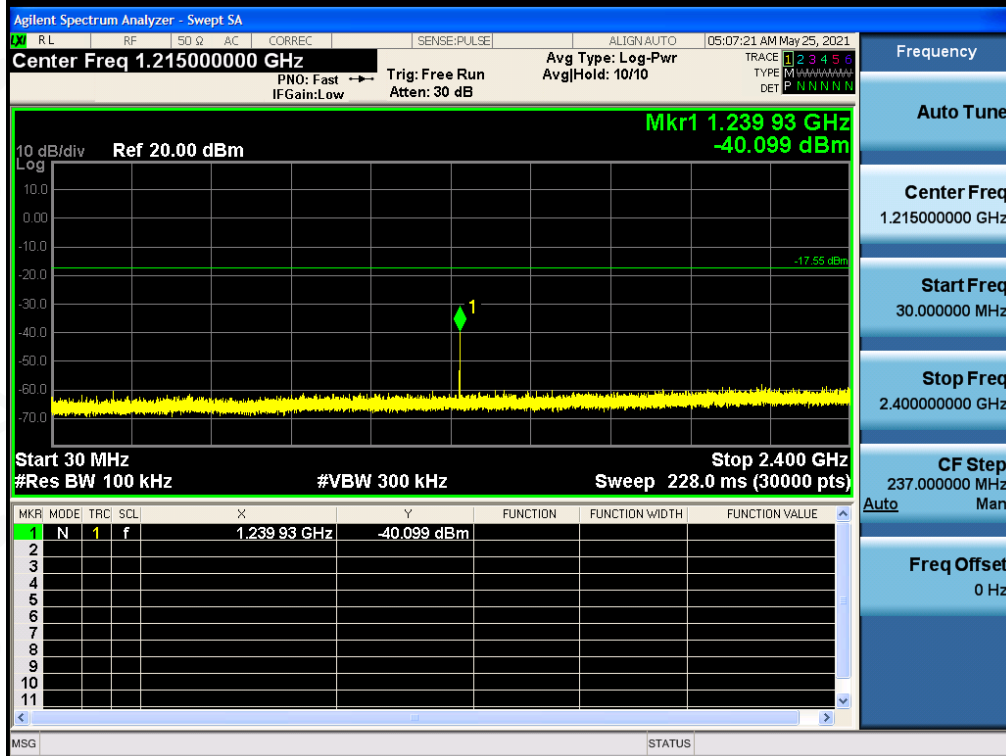 Agilent Spectrum Analyzer - Swept SA
LXI RL RF 50 Ω AC CORREC SENSE:PULSE ALIGN AUTO 05:07:21 AM May 25, 2021
Center Freq 1.215000000 GHz
PNO: Fast
IFGain:Low
Trig: Free Run
Atten: 30 dB
Avg Type: Log-Pwr
Avg|Hold: 10/10
TRACE 1 2 3 4 5 6
TYPE M WWWWW
DET P N N N N N
Mkr1 1.239 93 GHz
-40.099 dBm
10 dB/div Ref 20.00 dBm
Log
10.0
0.00
-10.0
-17.55 dBm
-20.0
-30.0
1
-40.0
-50.0
-60.0
-70.0
Start 30 MHz Stop 2.400 GHz
#Res BW 100 kHz #VBW 300 kHz Sweep 228.0 ms (30000 pts)
MKR MODE TRC SCL X Y FUNCTION FUNCTION WIDTH FUNCTION VALUE
1 N 1 f 1.239 93 GHz -40.099 dBm
2
3
4
5
6
7
8
9
10
11
MSG STATUS
Frequency
Auto Tune
Center Freq
1.215000000 GHz
Start Freq
30.000000 MHz
Stop Freq
2.400000000 GHz
CF Step
237.000000 MHz
Auto Man
Freq Offset
0 Hz